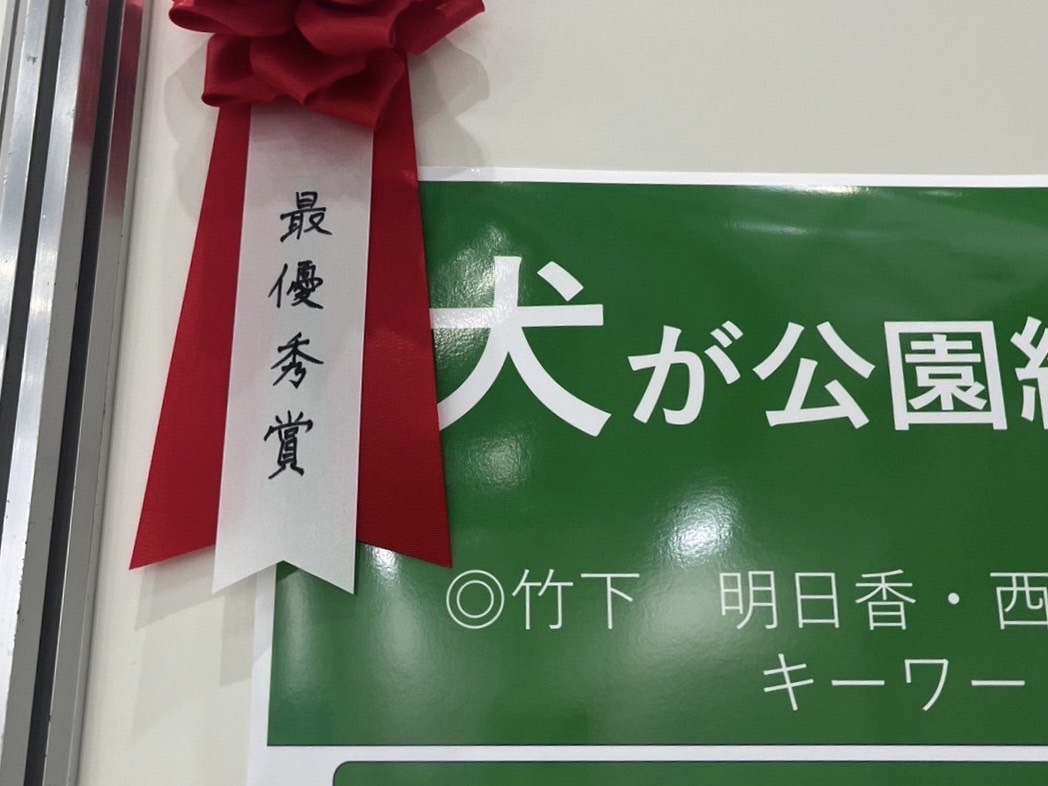 最優秀賞
犬が公園
◎竹下　明日香・西
キーワー